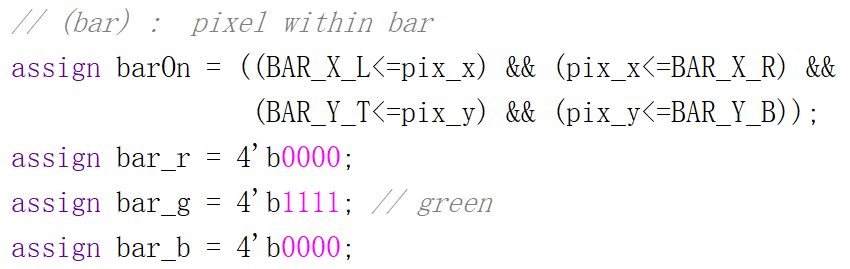 // (bar) :  pixel within bar
assign barOn = ((BAR_X_L<=pix_x) && (pix_x<=BAR_X_R) &&
(BAR_Y_T<=pix_y) && (pix_y<=BAR_Y_B));
assign bar_r = 4'b0000;
assign bar_g = 4'b1111; // green
assign bar_b = 4'b0000;